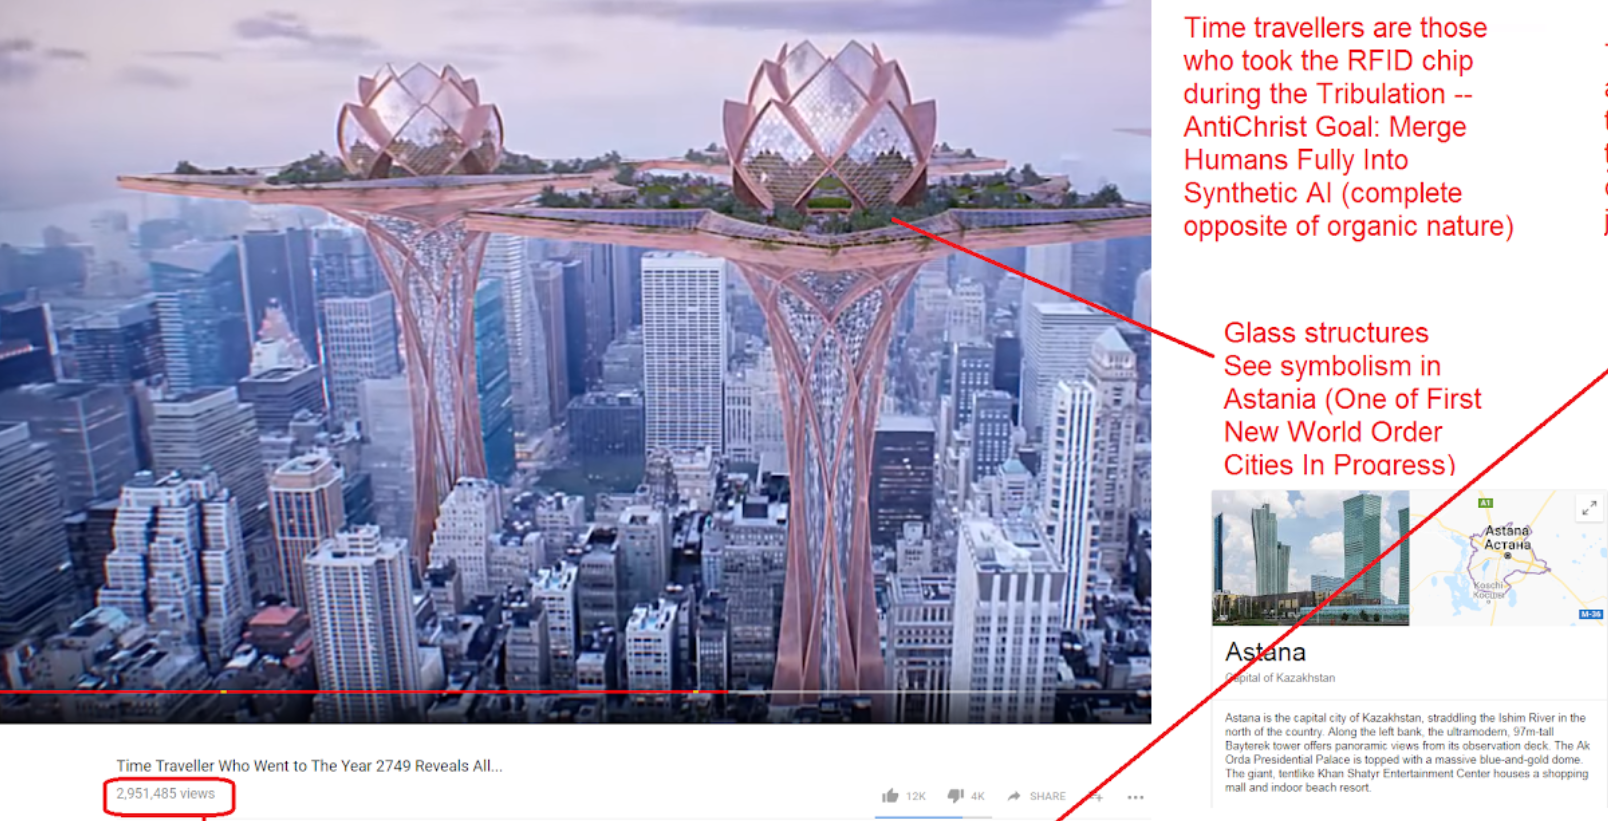 Time travellers are those
who took the RFID chip
during the Tribulation --
AntiChrist Goal: Merge
Humans Fully Into
Synthetic AI (complete
opposite of organic nature)
Glass structures
See symbolism in
Astania (One of First
New World Order
Cities In Progress)
A1
Astana
Астана
Koschi
Косшы
M-36
Astana
Capital of Kazakhstan
Astana is the capital city of Kazakhstan, straddling the Ishim River in the
north of the country. Along the left bank, the ultramodern, 97m-tall
Bayterek tower offers panoramic views from its observation deck. The Ak
Orda Presidential Palace is topped with a massive blue-and-gold dome.
The giant, tentlike Khan Shatyr Entertainment Center houses a shopping
mall and indoor beach resort.
Time Traveller Who Went to The Year 2749 Reveals All...
2,951,485 views
12K
4K
SHARE